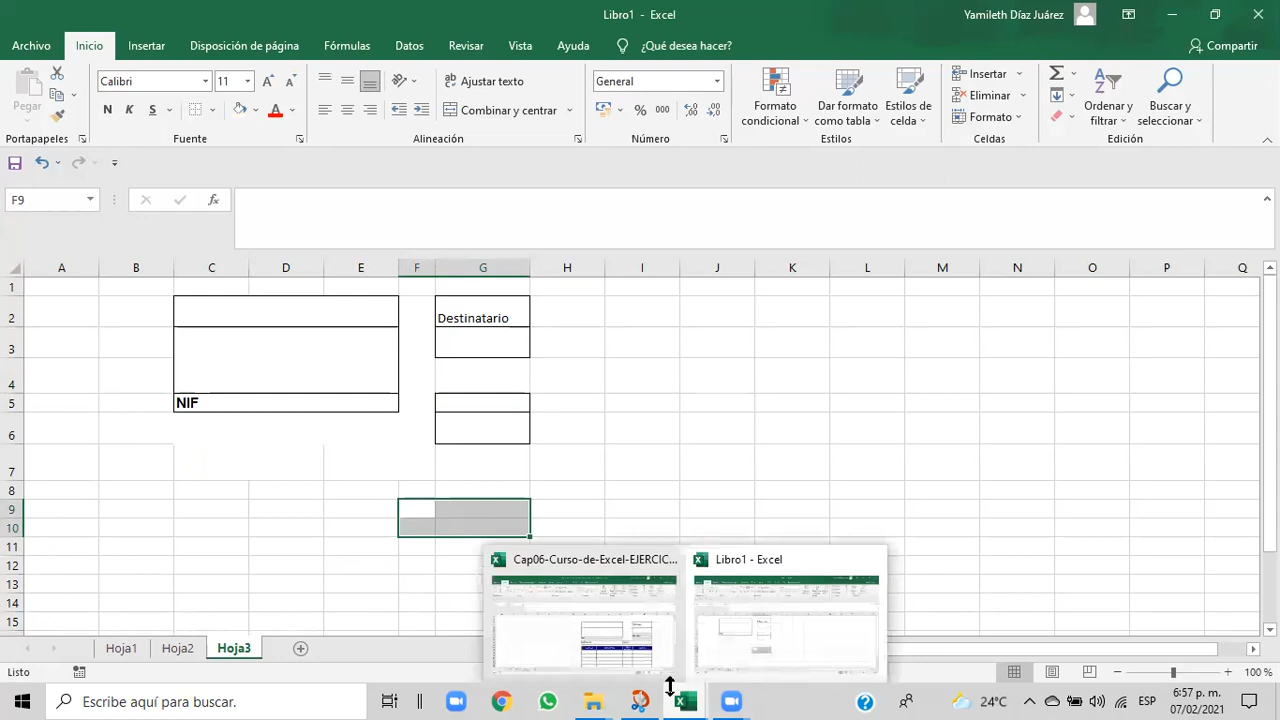 Libro1 - Excel
Yamileth Díaz Juárez
Archivo Inicio Insertar Disposición de página Fórmulas Datos Revisar Vista Ayuda ¿Qué desea hacer? Compartir
Calibri 11 Ajustar texto General Insertar
Pegar N K S Combinar y centrar % 000 Formato condicional Dar formato como tabla Estilos de celda Eliminar Ordenar y filtrar Buscar y seleccionar
Formato
Portapapeles Fuente Alineación Número Estilos Celdas Edición
F9 fx
A B C D E F G H I J K L M N O P Q
1
2 Destinatario
3
4
5 NIF
6
7
8
9
10
11
12
13
14
15
Cap06-Curso-de-Excel-EJERCIC... Libro1 - Excel
Hoja1 Hoja2 Hoja3
Listo 100 %
Escribe aquí para buscar. 24°C ESP 6:57 p. m.
07/02/2021